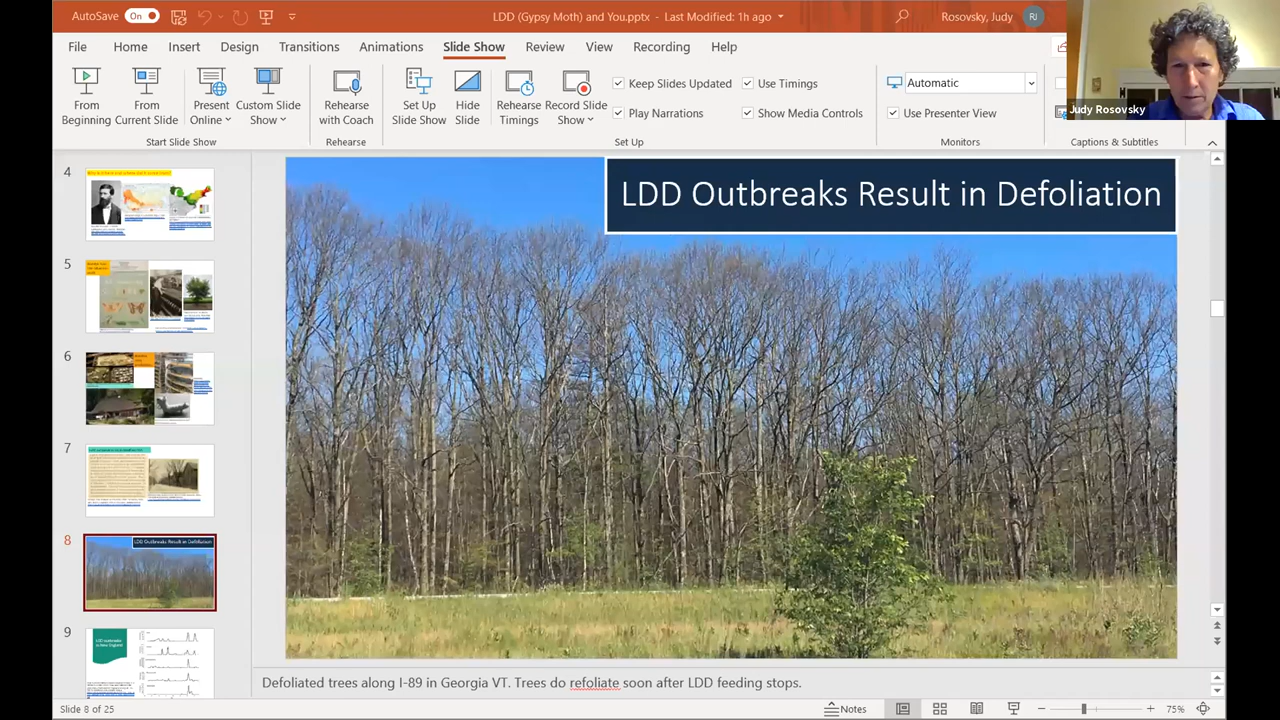 AutoSave On
LDD (Gypsy Moth) and You.pptx - Last Modified: 1h ago
Rosovsky, Judy RJ
File Home Insert Design Transitions Animations Slide Show Review View Recording Help
From Beginning
From Current Slide
Present Online
Custom Slide Show
Rehearse with Coac
Set Up Slide Show
Hide Slide
Rehearse Timings
Record Slide Show
Keep Slides Updated
Play Narrations
Use Timings
Show Media Controls
Automatic
Use Presenter View
Judy Rosovsky
Start Slide Show Rehearse Set Up Monitors Captions & Subtitles
4
5
6
7
8
LDD Outbreaks Result in Defoliation
9
LDD Outbreaks Result in Defoliation
Defoliated trees along I-89 in Georgia VT. Trees do refoliate soon after LDD feeding stops
Slide 8 of 25
Notes
75%